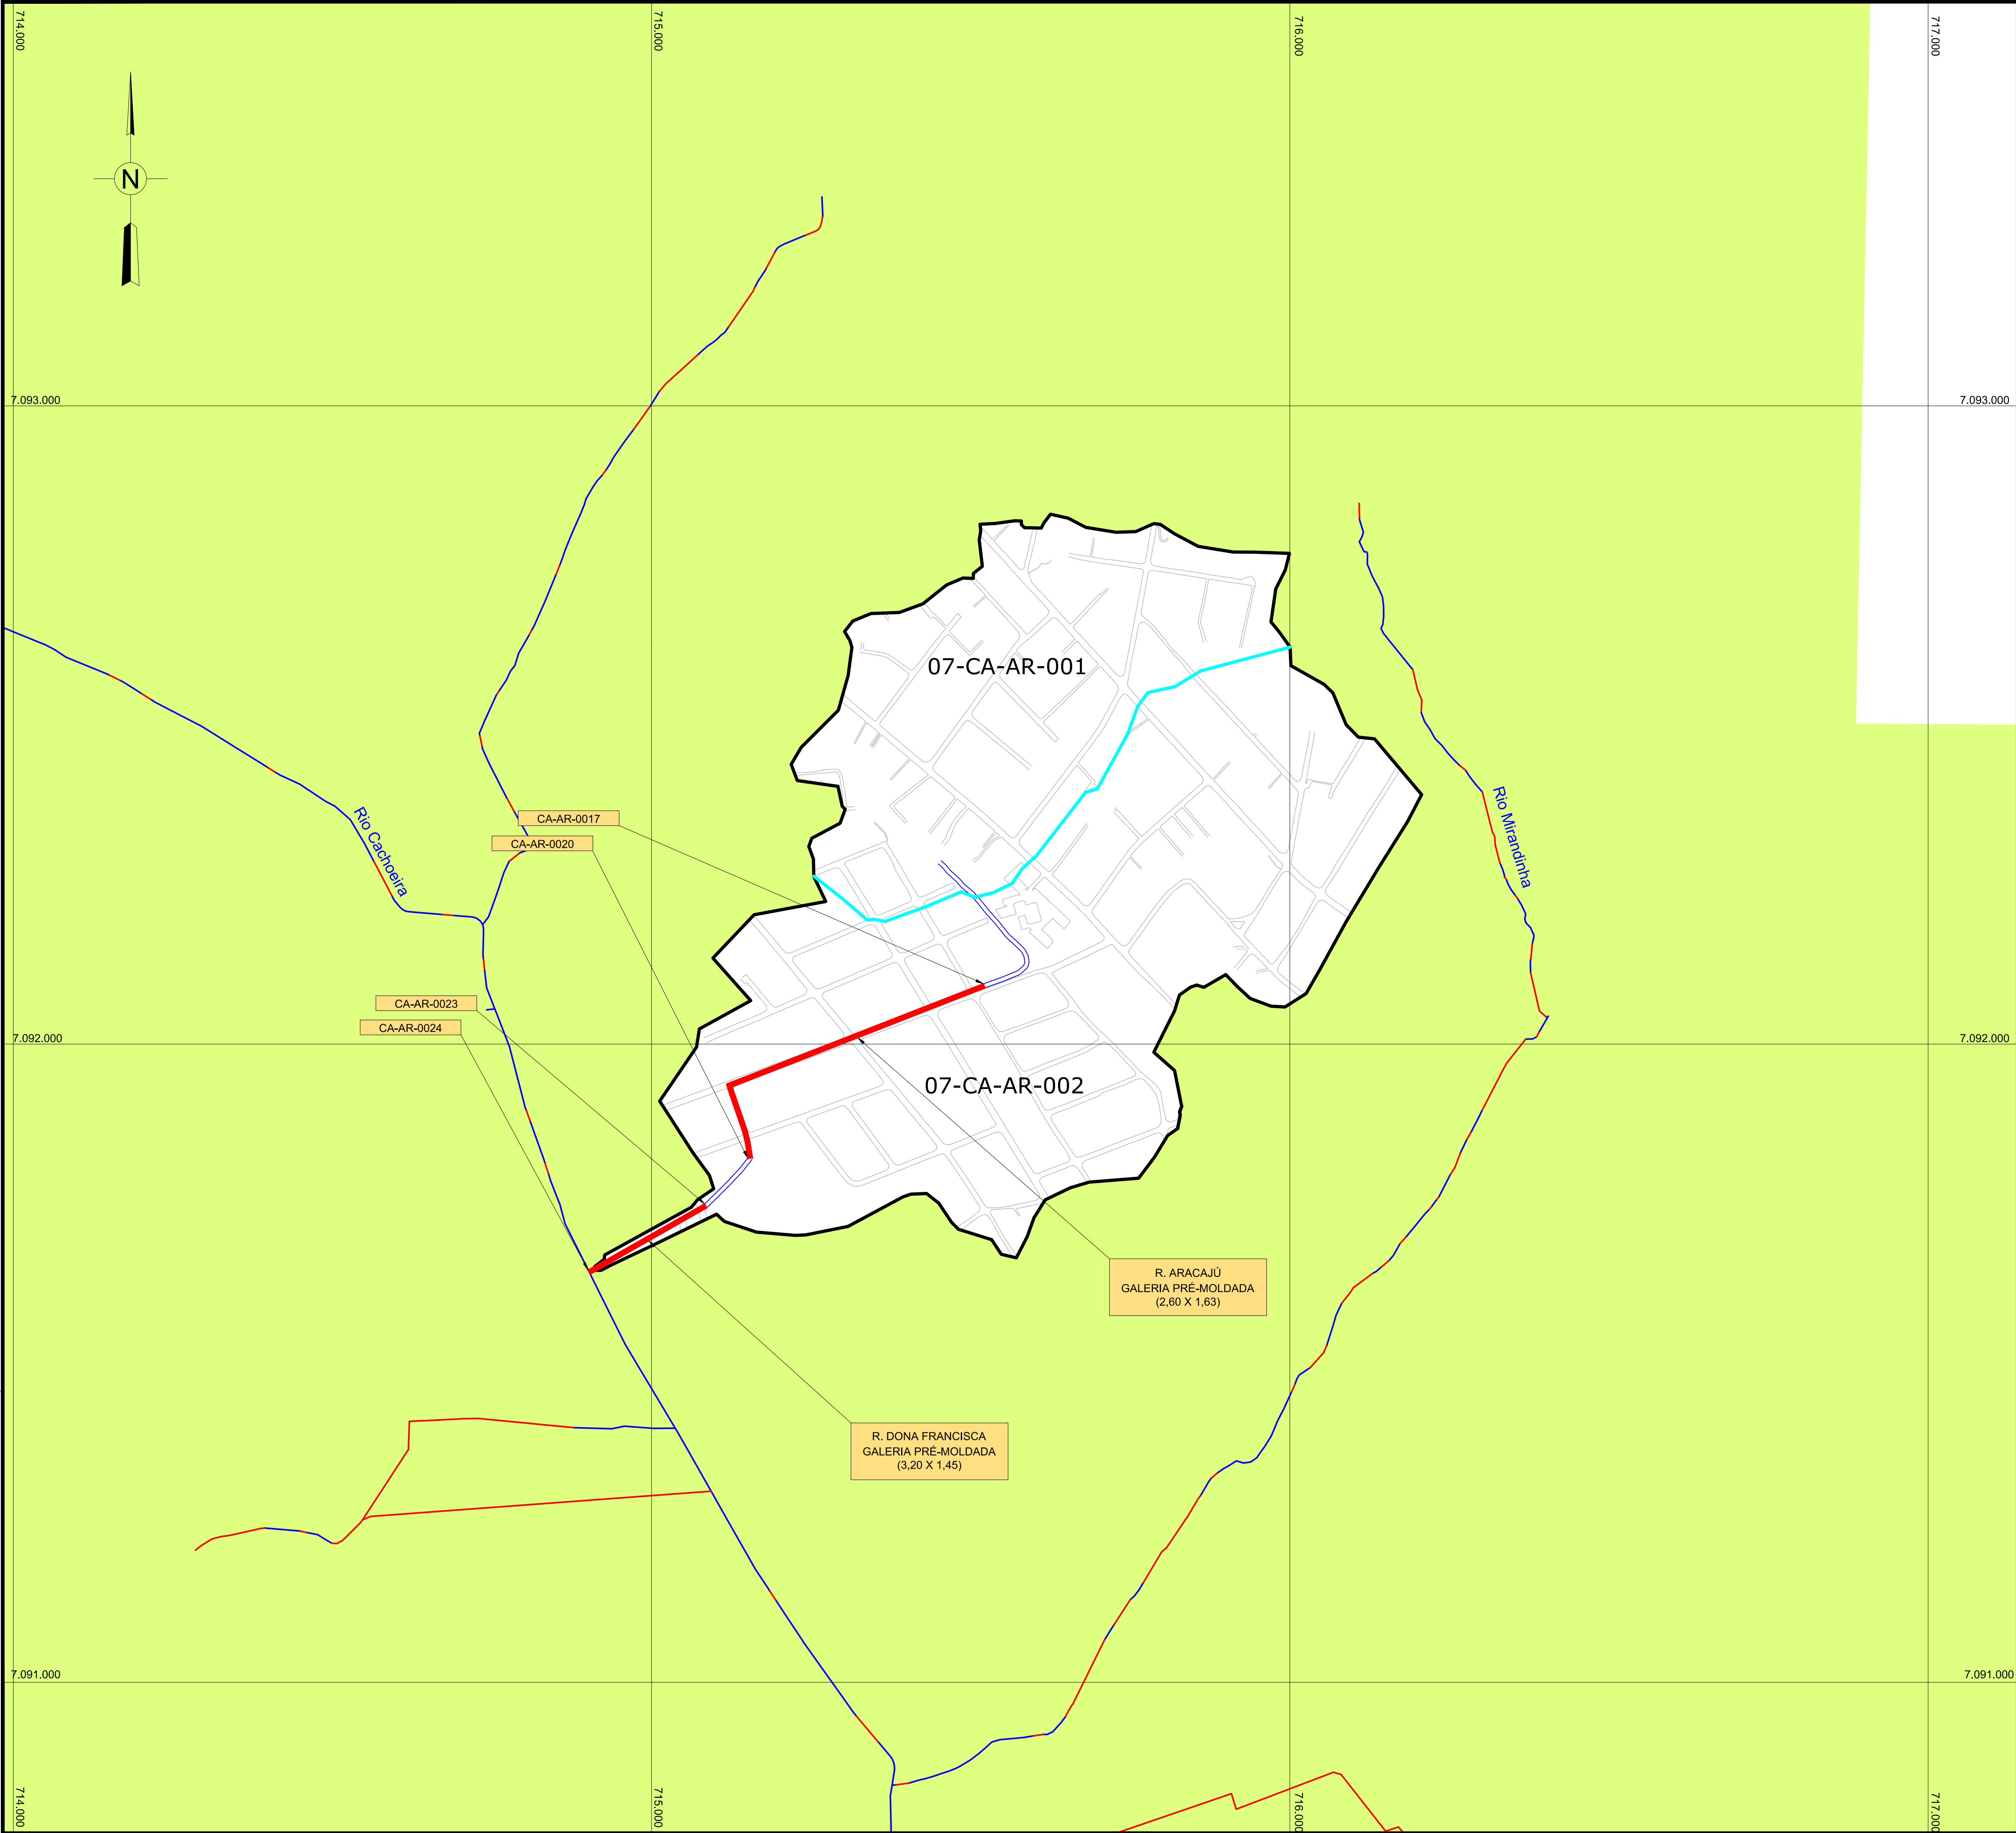 714.000
715.000
716.000
717.000
N
7.093.000
7.093.000
07-CA-AR-001
Rio Cachoeira
Rio Mirandinha
CA-AR-0017
CA-AR-0020
CA-AR-0023
CA-AR-0024
7.092.000
7.092.000
07-CA-AR-002
R. ARACAJÚ
GALERIA PRÉ-MOLDADA
(2,60 X 1,63)
R. DONA FRANCISCA
GALERIA PRÉ-MOLDADA
(3,20 X 1,45)
7.091.000
7.091.000
714.000
715.000
716.000
717.000